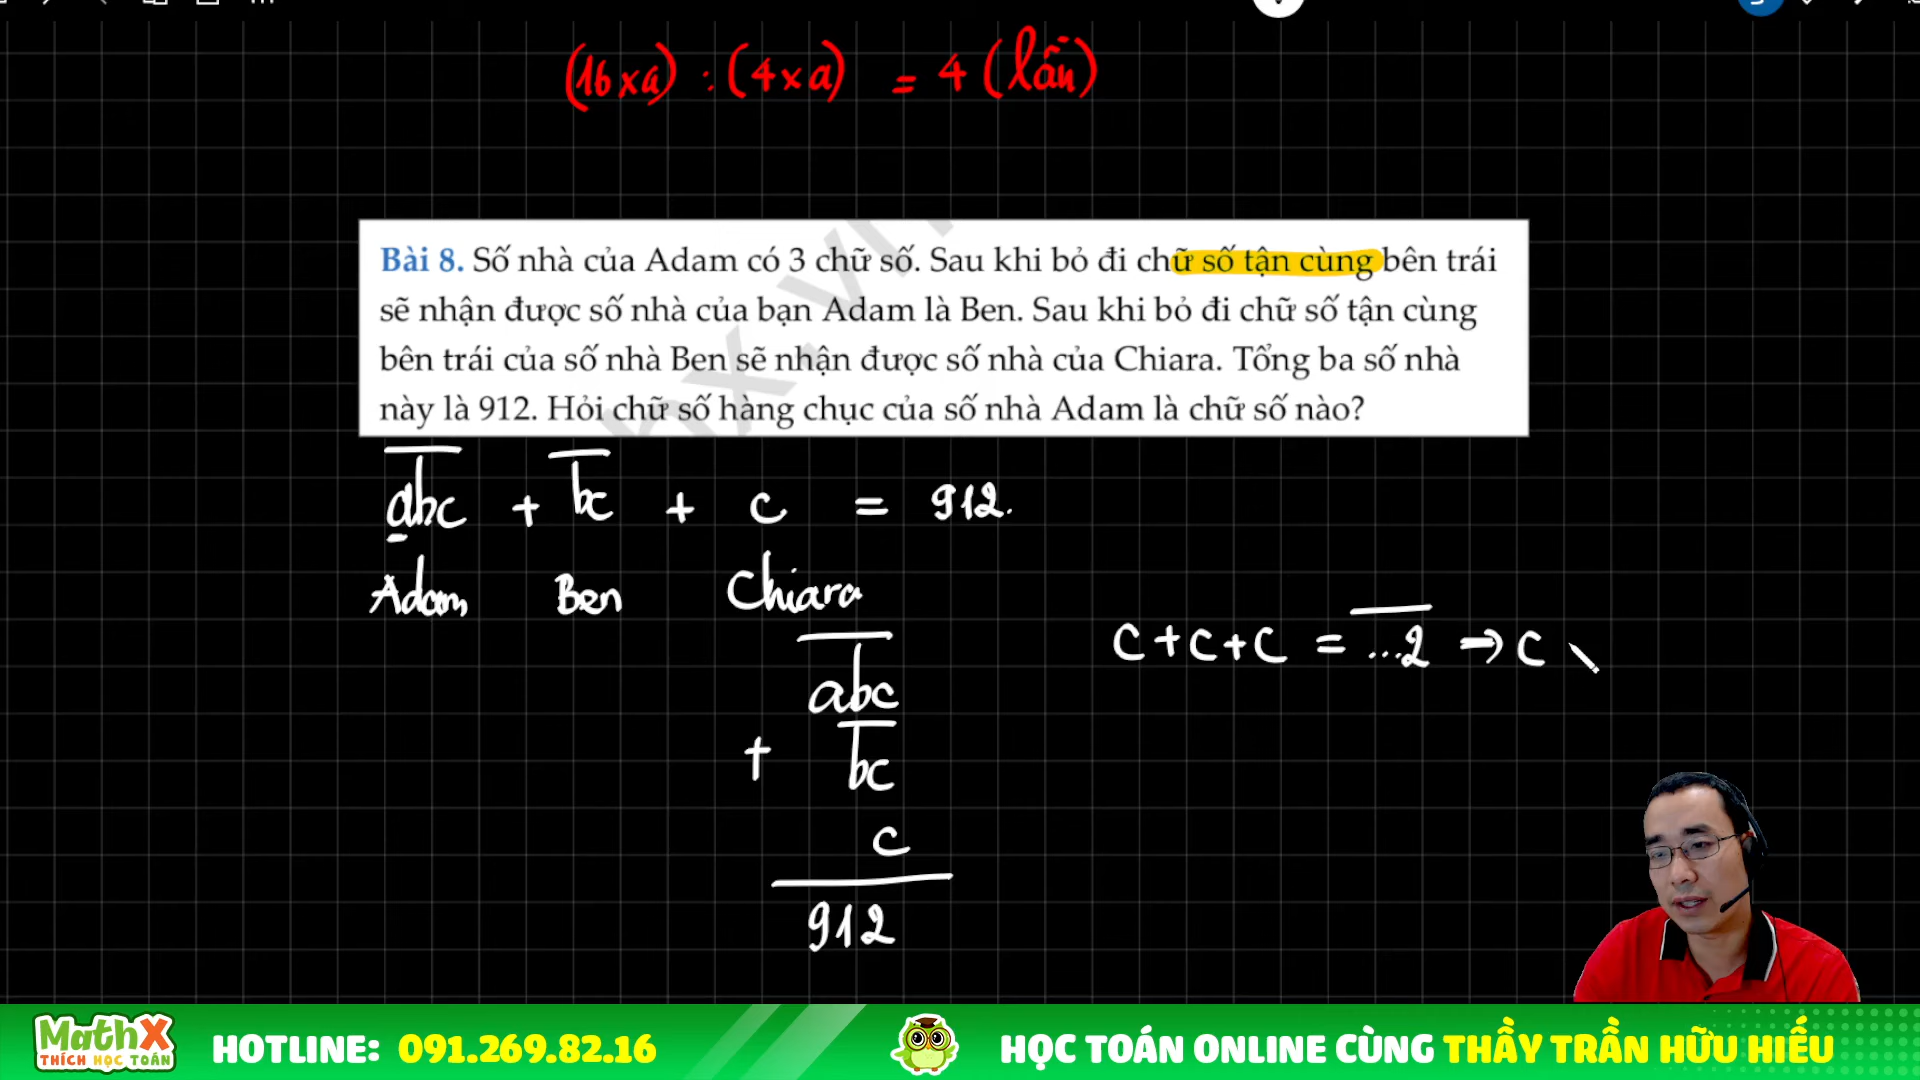 (16×a) : (4×a) = 4 (lần)
Bài 8. Số nhà của Adam có 3 chữ số. Sau khi bỏ đi chữ số tận cùng bên trái
sẽ nhận được số nhà của bạn Adam là Ben. Sau khi bỏ đi chữ số tận cùng
bên trái của số nhà Ben sẽ nhận được số nhà của Chiara. Tổng ba số nhà
này là 912. Hỏi chữ số hàng chục của số nhà Adam là chữ số nào?
abc + bc + c = 912.
Adam Ben Chiara
c+c+c = ...2 ⇒ c
abc
+ bc
c
912
MathX
THÍCH HỌC TOÁN
HOTLINE: 091.269.82.16
HỌC TOÁN ONLINE CÙNG THẦY TRẦN HỮU HIẾU